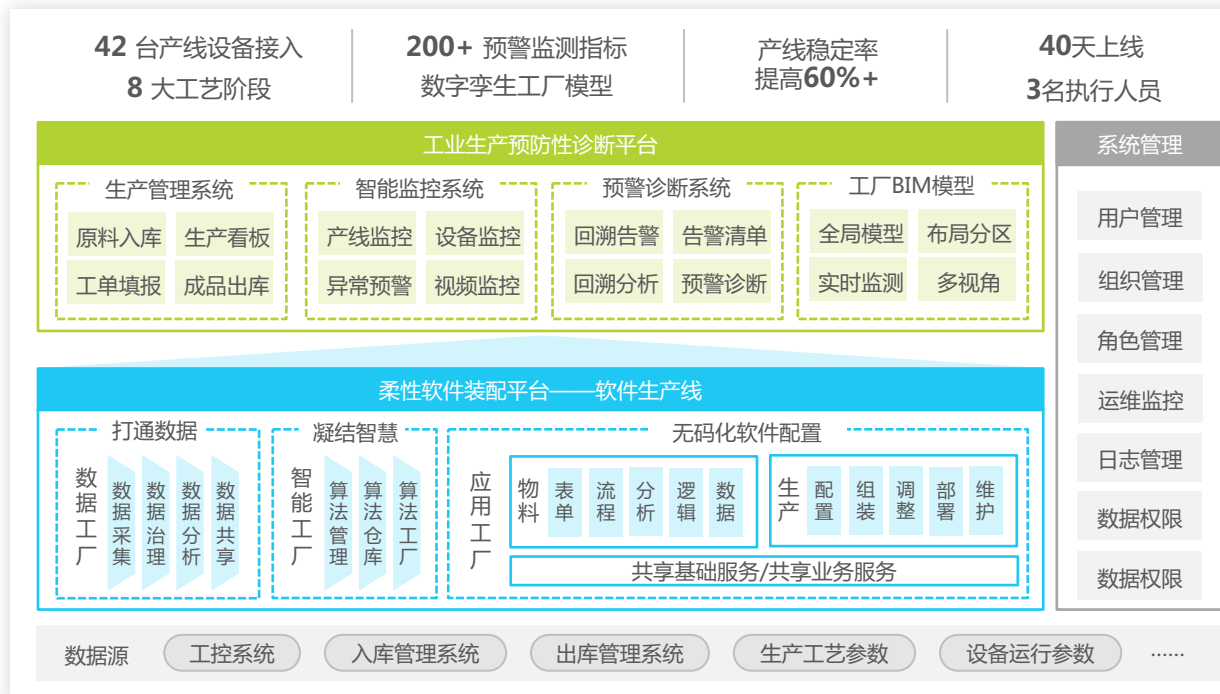 42 台产线设备接入
8 大工艺阶段
200+ 预警监测指标
数字孪生工厂模型
产线稳定率
提高60%+
40天上线
3名执行人员
工业生产预防性诊断平台
生产管理系统
原料入库
生产看板
工单填报
成品出库
智能监控系统
产线监控
设备监控
异常预警
视频监控
预警诊断系统
回溯告警
告警清单
回溯分析
预警诊断
工厂BIM模型
全局模型
布局分区
实时监测
多视角
柔性软件装配平台——软件生产线
打通数据
数据工厂
数据采集
数据治理
数据分析
数据共享
凝结智慧
智能工厂
算法管理
算法仓库
算法工厂
无码化软件配置
应用工厂
物料
表单
流程
分析
逻辑
数据
生产
配置
组装
调整
部署
维护
共享基础服务/共享业务服务
系统管理
用户管理
组织管理
角色管理
运维监控
日志管理
数据权限
数据权限
数据源
工控系统
入库管理系统
出库管理系统
生产工艺参数
设备运行参数
······